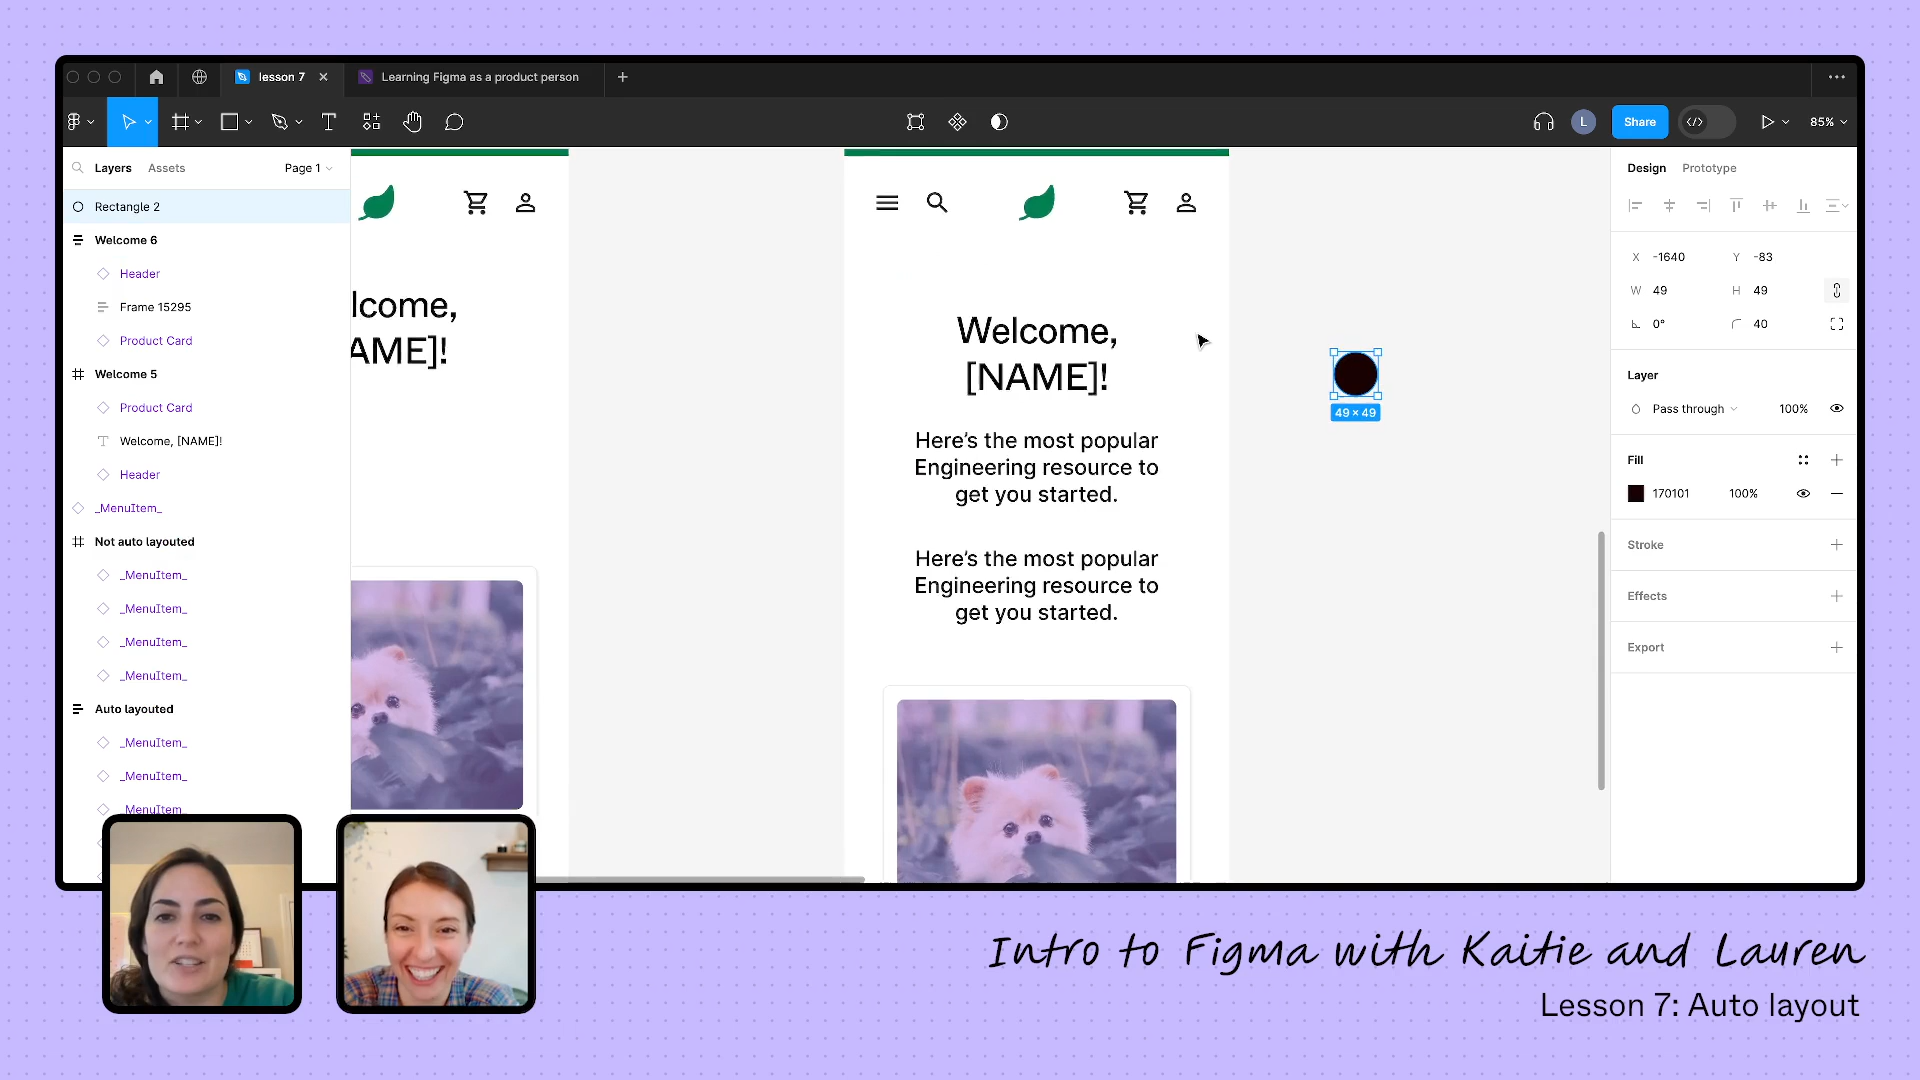 lesson 7
Learning Figma as a product person
L
Share
85%
Layers
Assets
Page 1
Rectangle 2
Welcome 6
Header
Frame 15295
Product Card
Welcome 5
Product Card
Welcome, [NAME]!
Header
_MenuItem_
Not auto layouted
_MenuItem_
_MenuItem_
_MenuItem_
_MenuItem_
Auto layouted
_MenuItem_
_MenuItem_
_MenuItem_
lcome,
AME]!
Welcome,
[NAME]!
Here’s the most popular
Engineering resource to
get you started.
Here’s the most popular
Engineering resource to
get you started.
49 × 49
Design
Prototype
X -1640 Y -83
W 49 H 49
0° 40
Layer
Pass through 100%
Fill
170101 100%
Stroke
Effects
Export
Intro to Figma with Kaitie and Lauren
Lesson 7: Auto layout